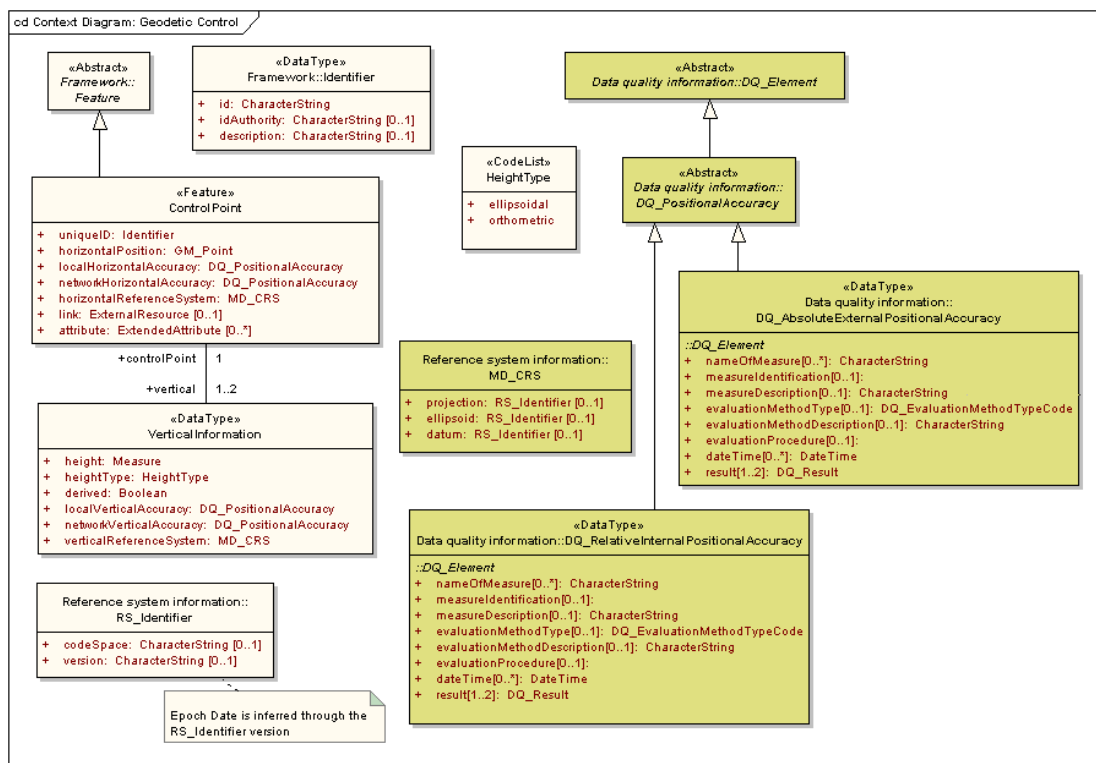 cd Context Diagram: Geodetic Control
«Abstract»
Framework::
Feature
«DataType»
Framework::Identifier
+ id: CharacterString
+ idAuthority: CharacterString [0..1]
+ description: CharacterString [0..1]
«Abstract»
Data quality information::DQ_Element
«CodeList»
HeightType
+ ellipsoidal
+ orthometric
«Abstract»
Data quality information::
DQ_PositionalAccuracy
«Feature»
ControlPoint
+ uniqueID: Identifier
+ horizontalPosition: GM_Point
+ localHorizontalAccuracy: DQ_PositionalAccuracy
+ networkHorizontalAccuracy: DQ_PositionalAccuracy
+ horizontalReferenceSystem: MD_CRS
+ link: ExternalResource [0..1]
+ attribute: ExtendedAttribute [0..*]
+controlPoint 1
+vertical 1..2
«DataType»
VerticalInformation
+ height: Measure
+ heightType: HeightType
+ derived: Boolean
+ localVerticalAccuracy: DQ_PositionalAccuracy
+ networkVerticalAccuracy: DQ_PositionalAccuracy
+ verticalReferenceSystem: MD_CRS
Reference system information::
MD_CRS
+ projection: RS_Identifier [0..1]
+ ellipsoid: RS_Identifier [0..1]
+ datum: RS_Identifier [0..1]
«DataType»
Data quality information::
DQ_AbsoluteExternalPositionalAccuracy
::DQ_Element
+ nameOfMeasure[0..*]: CharacterString
+ measureIdentification[0..1]:
+ measureDescription[0..1]: CharacterString
+ evaluationMethodType[0..1]: DQ_EvaluationMethodTypeCode
+ evaluationMethodDescription[0..1]: CharacterString
+ evaluationProcedure[0..1]:
+ dateTime[0..*]: DateTime
+ result[1..2]: DQ_Result
«DataType»
Data quality information::DQ_RelativeInternalPositionalAccuracy
::DQ_Element
+ nameOfMeasure[0..*]: CharacterString
+ measureIdentification[0..1]:
+ measureDescription[0..1]: CharacterString
+ evaluationMethodType[0..1]: DQ_EvaluationMethodTypeCode
+ evaluationMethodDescription[0..1]: CharacterString
+ evaluationProcedure[0..1]:
+ dateTime[0..*]: DateTime
+ result[1..2]: DQ_Result
Reference system information::
RS_Identifier
+ codeSpace: CharacterString [0..1]
+ version: CharacterString [0..1]
Epoch Date is inferred through the
RS_Identifier version